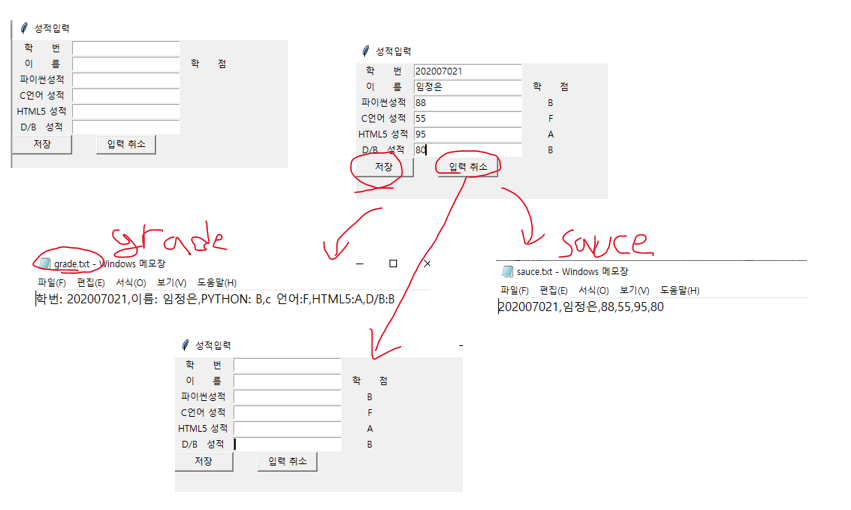 성적입력
학 번
이 름 학 점
파이썬성적
C언어 성적
HTML5 성적
D/B 성적
저장 입력 취소
성적입력
학 번 202007021
이 름 임정은 학 점
파이썬성적 88 B
C언어 성적 55 F
HTML5 성적 95 A
D/B 성적 80 B
저장 입력 취소
grade
grade.txt - Windows 메모장
파일(F) 편집(E) 서식(O) 보기(V) 도움말(H)
학번: 202007021,이름: 임정은,PYTHON: B,c 언어:F,HTML5:A,D/B:B
sauce
sauce.txt - Windows 메모장
파일(F) 편집(E) 서식(O) 보기(V) 도움말(H)
202007021,임정은,88,55,95,80
성적입력
학 번
이 름 학 점
파이썬성적 B
C언어 성적 F
HTML5 성적 A
D/B 성적 B
저장 입력 취소